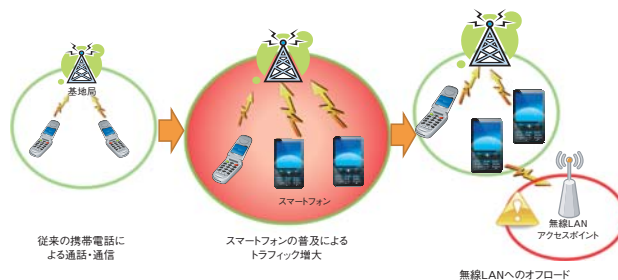 基地局
従来の携帯電話に
よる通話・通信
スマートフォン
スマートフォンの普及による
トラフィック増大
無線LAN
アクセスポイント
無線LANへのオフロード